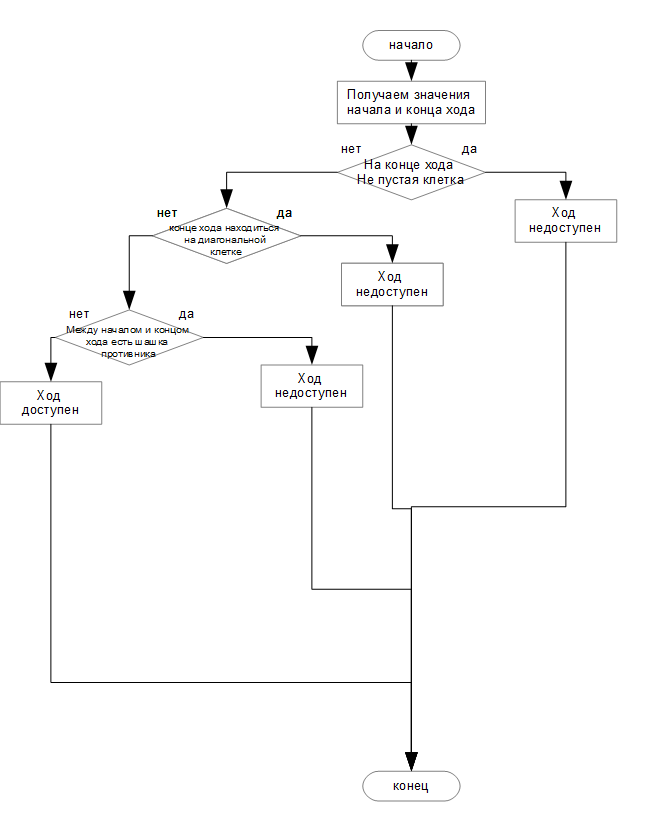 начало
Получаем значения
начала и конца хода
нет
да
На конце хода
Не пустая клетка
Ход
недоступен
нет
да
конце хода находиться
на диагональной
клетке
Ход
недоступен
нет
да
Между началом и концом
хода есть шашка
противника
Ход
недоступен
Ход
доступен
конец